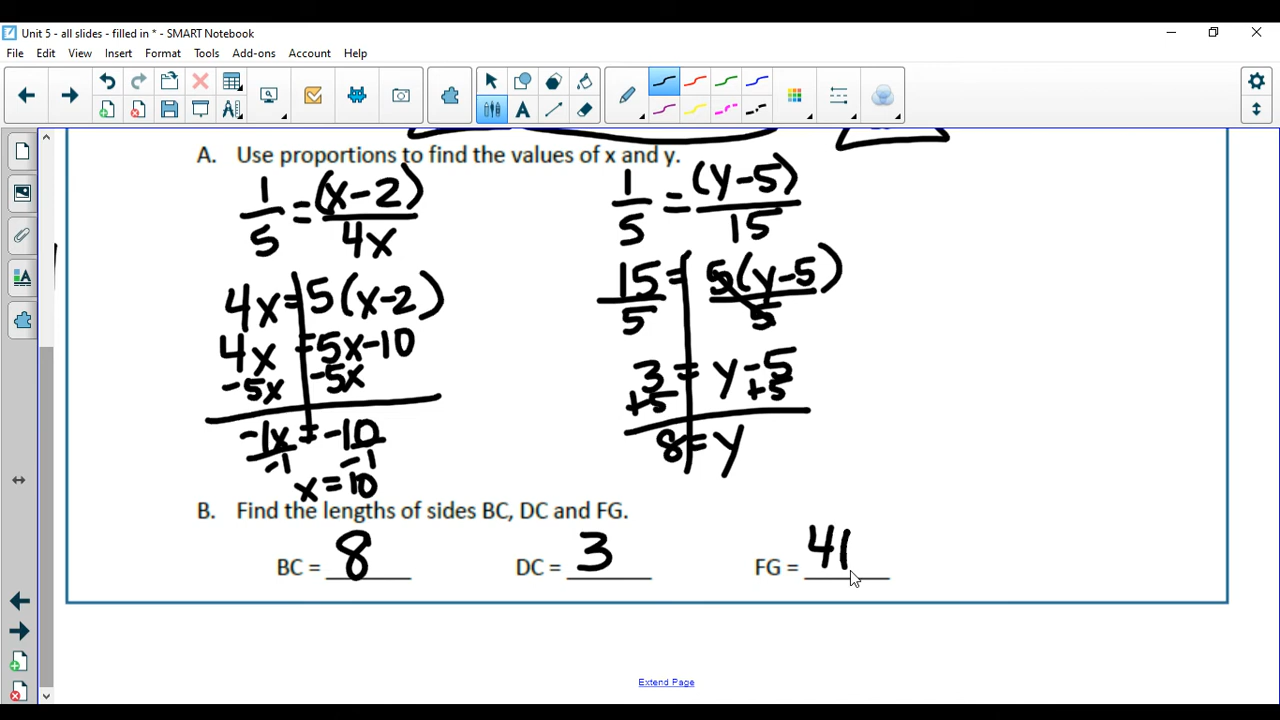 Unit 5 - all slides - filled in * - SMART Notebook
File Edit View Insert Format Tools Add-ons Account Help
A. Use proportions to find the values of x and y.
1/5 = (x-2)/4x
4x = 5(x-2)
4x = 5x-10
-5x -5x
-1x/-1 = -10/-1
x = 10
1/5 = (y-5)/15
15/5 = 5(y-5)/5
3 = y-5
+5 +5
8 = y
B. Find the lengths of sides BC, DC and FG.
BC = 8 DC = 3 FG = 41
Extend Page